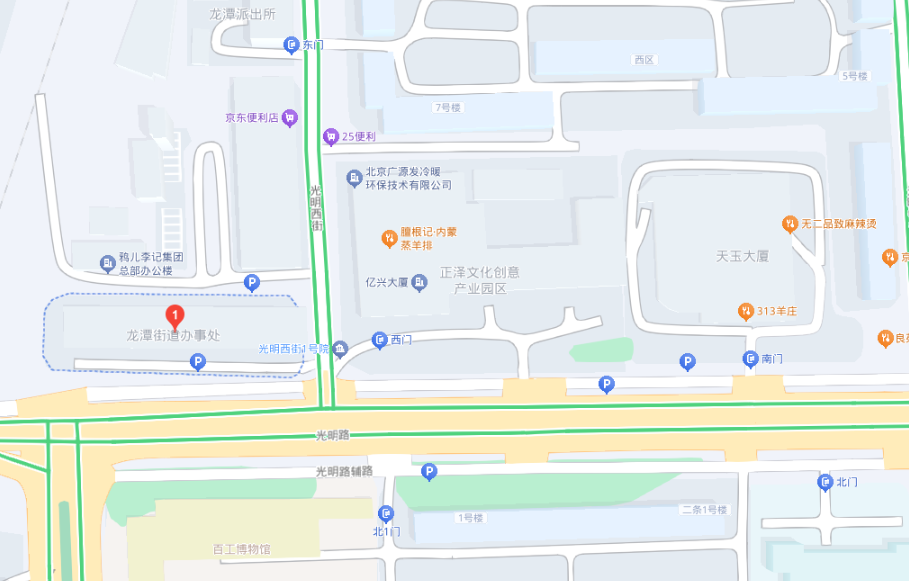 龙潭派出所
东门
西区
5号楼
7号楼
京东便利店
25便利
北京广源发冷暖
环保技术有限公司
光明西街
膻根记·内蒙
蒸羊排
无二品致麻辣烫
鸦儿李记集团
总部办公楼
天玉大厦
京
正泽文化创意
产业园区
亿兴大厦
P
1
313羊庄
龙潭街道办事处
光明西街1号院
西门
良茶
P
P
南门
P
光明路
光明路辅路
P
北门
二条1号楼
1号楼
北1门
百工博物馆